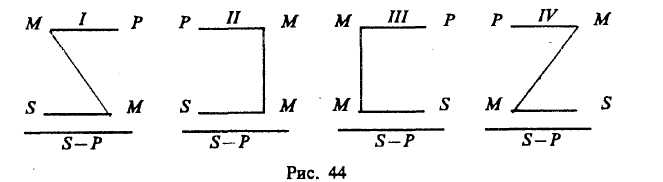 M I P P II M M III P P IV M
S M S M M S M S
S – P S – P S – P S – P
Рис. 44